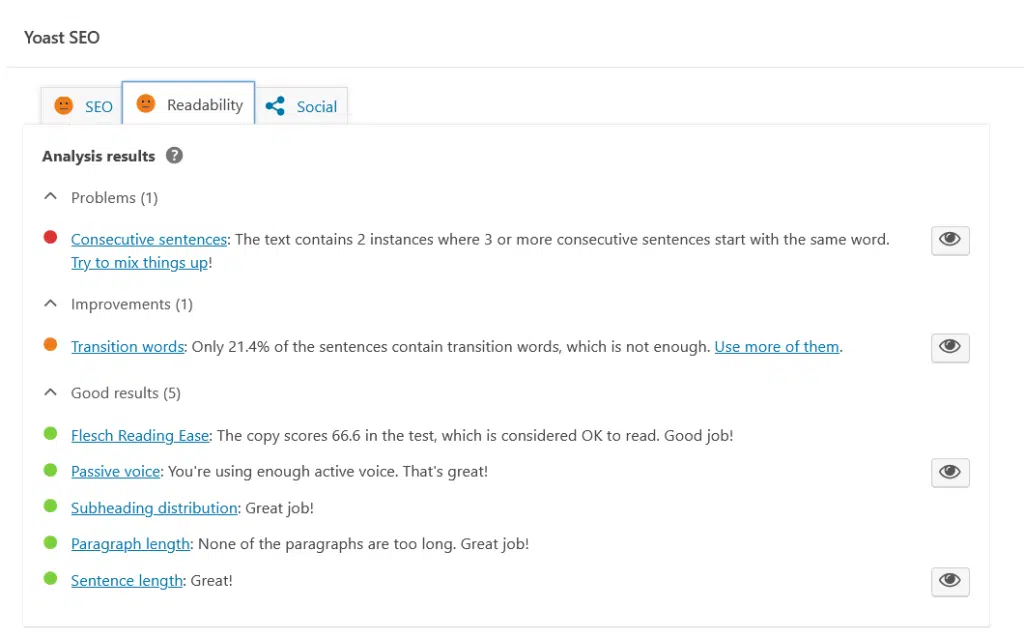 Yoast SEO
SEO
Readability
Social
Analysis results ?
Problems (1)
Consecutive sentences: The text contains 2 instances where 3 or more consecutive sentences start with the same word.
Try to mix things up!
Improvements (1)
Transition words: Only 21.4% of the sentences contain transition words, which is not enough. Use more of them.
Good results (5)
Flesch Reading Ease: The copy scores 66.6 in the test, which is considered OK to read. Good job!
Passive voice: You're using enough active voice. That's great!
Subheading distribution: Great job!
Paragraph length: None of the paragraphs are too long. Great job!
Sentence length: Great!